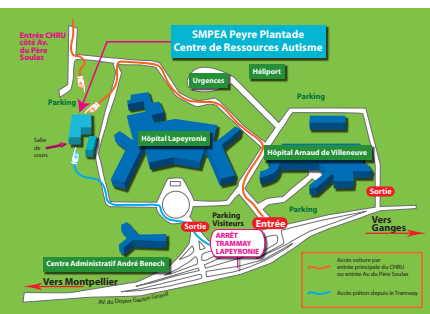 SMPEA Peyre Plantade
Centre de Ressources Autisme
Entrée CHRU
côté Av.
du Père
Soulas
Urgences
Héliport
Parking
Parking
Salle
de
cours
Hôpital Lapeyronie
Hôpital Arnaud de Villeneuve
Sortie
Parking
Visiteurs
Sortie
Entrée
Parking
ARRÊT
TRAMMAY
LAPEYRONIE
Vers
Ganges
Centre Administratif André Benech
Vers Montpellier
AV. du Doyen Gaston Giraud
Accès voiture par
entrée principale du CHRU
ou entrée Av. du Père Soulas
Accès piéton depuis le Tramway